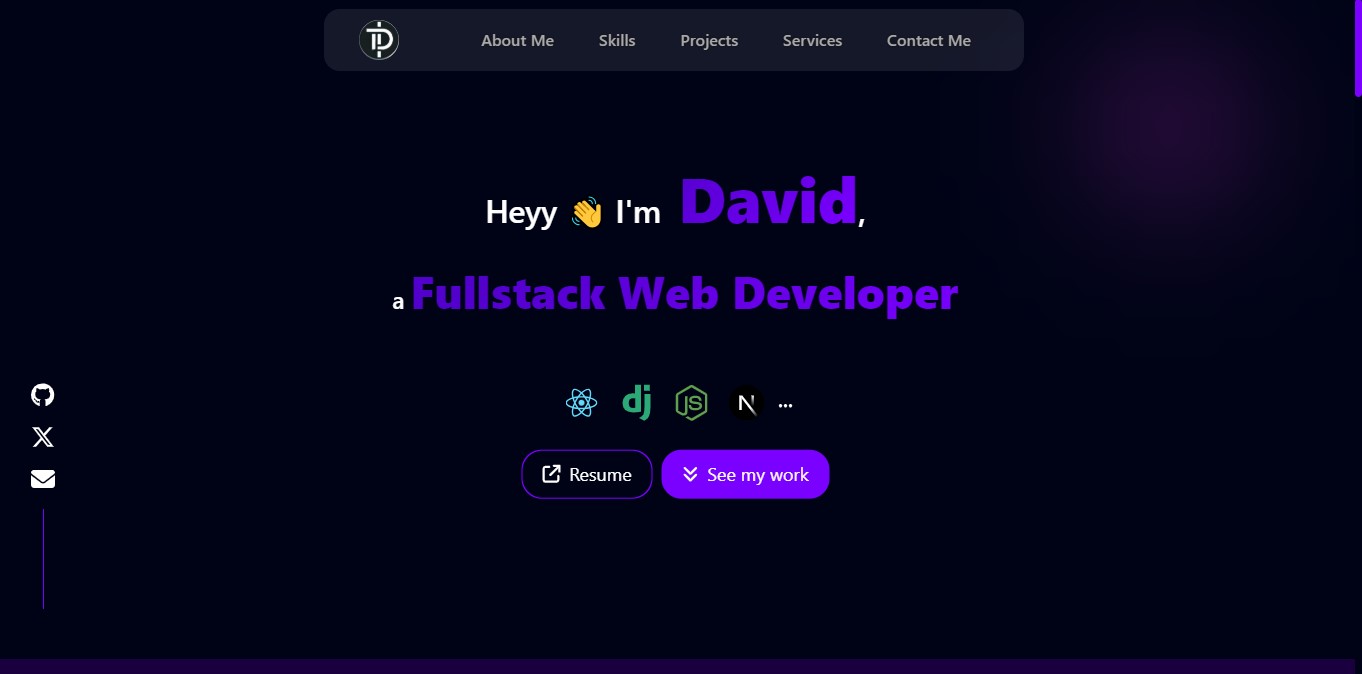 About Me Skills Projects Services Contact Me
Heyy 👋 I'm David,
a Fullstack Web Developer
dj JS N ...
Resume See my work